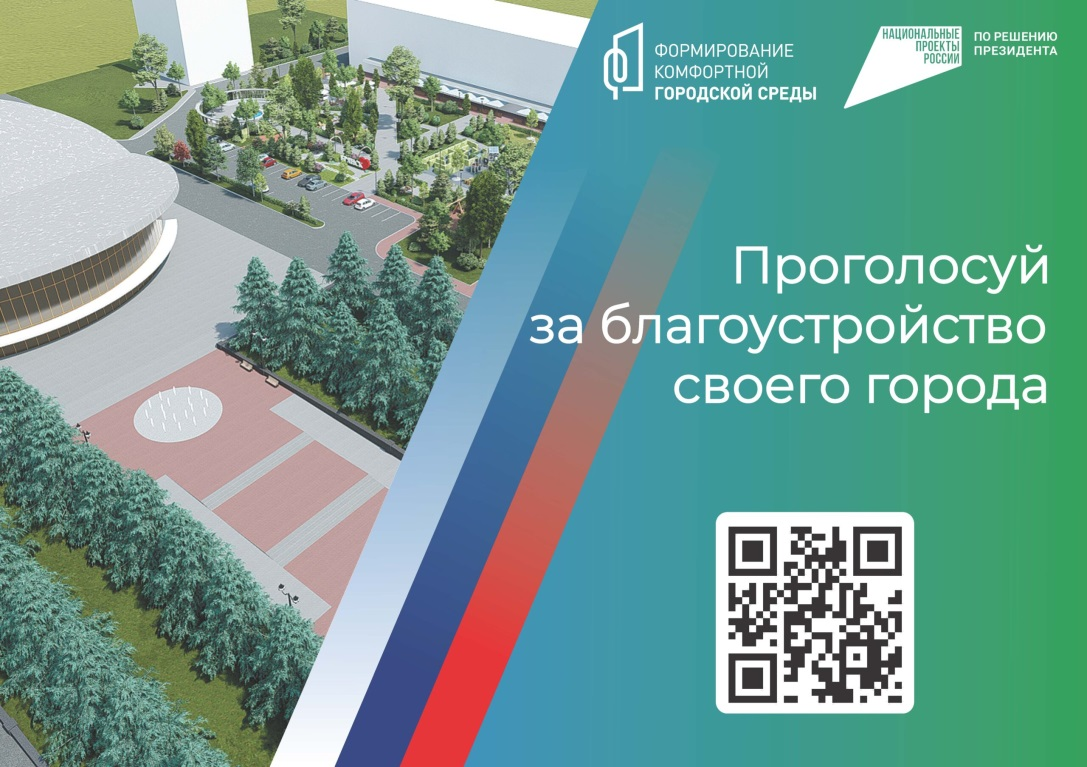 ФОРМИРОВАНИЕ
КОМФОРТНОЙ
ГОРОДСКОЙ СРЕДЫ
НАЦИОНАЛЬНЫЕ
ПРОЕКТЫ
РОССИИ
ПО РЕШЕНИЮ
ПРЕЗИДЕНТА
Проголосуй
за благоустройство
своего города